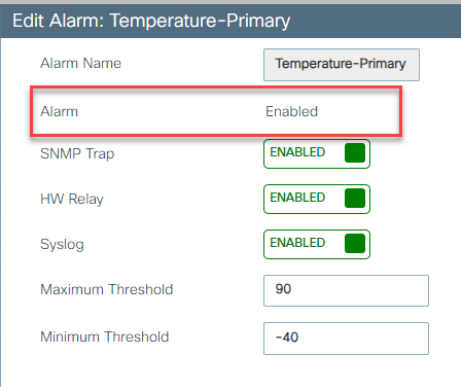 Edit Alarm: Temperature-Primary
Alarm Name Temperature-Primary
Alarm Enabled
SNMP Trap ENABLED
HW Relay ENABLED
Syslog ENABLED
Maximum Threshold 90
Minimum Threshold -40